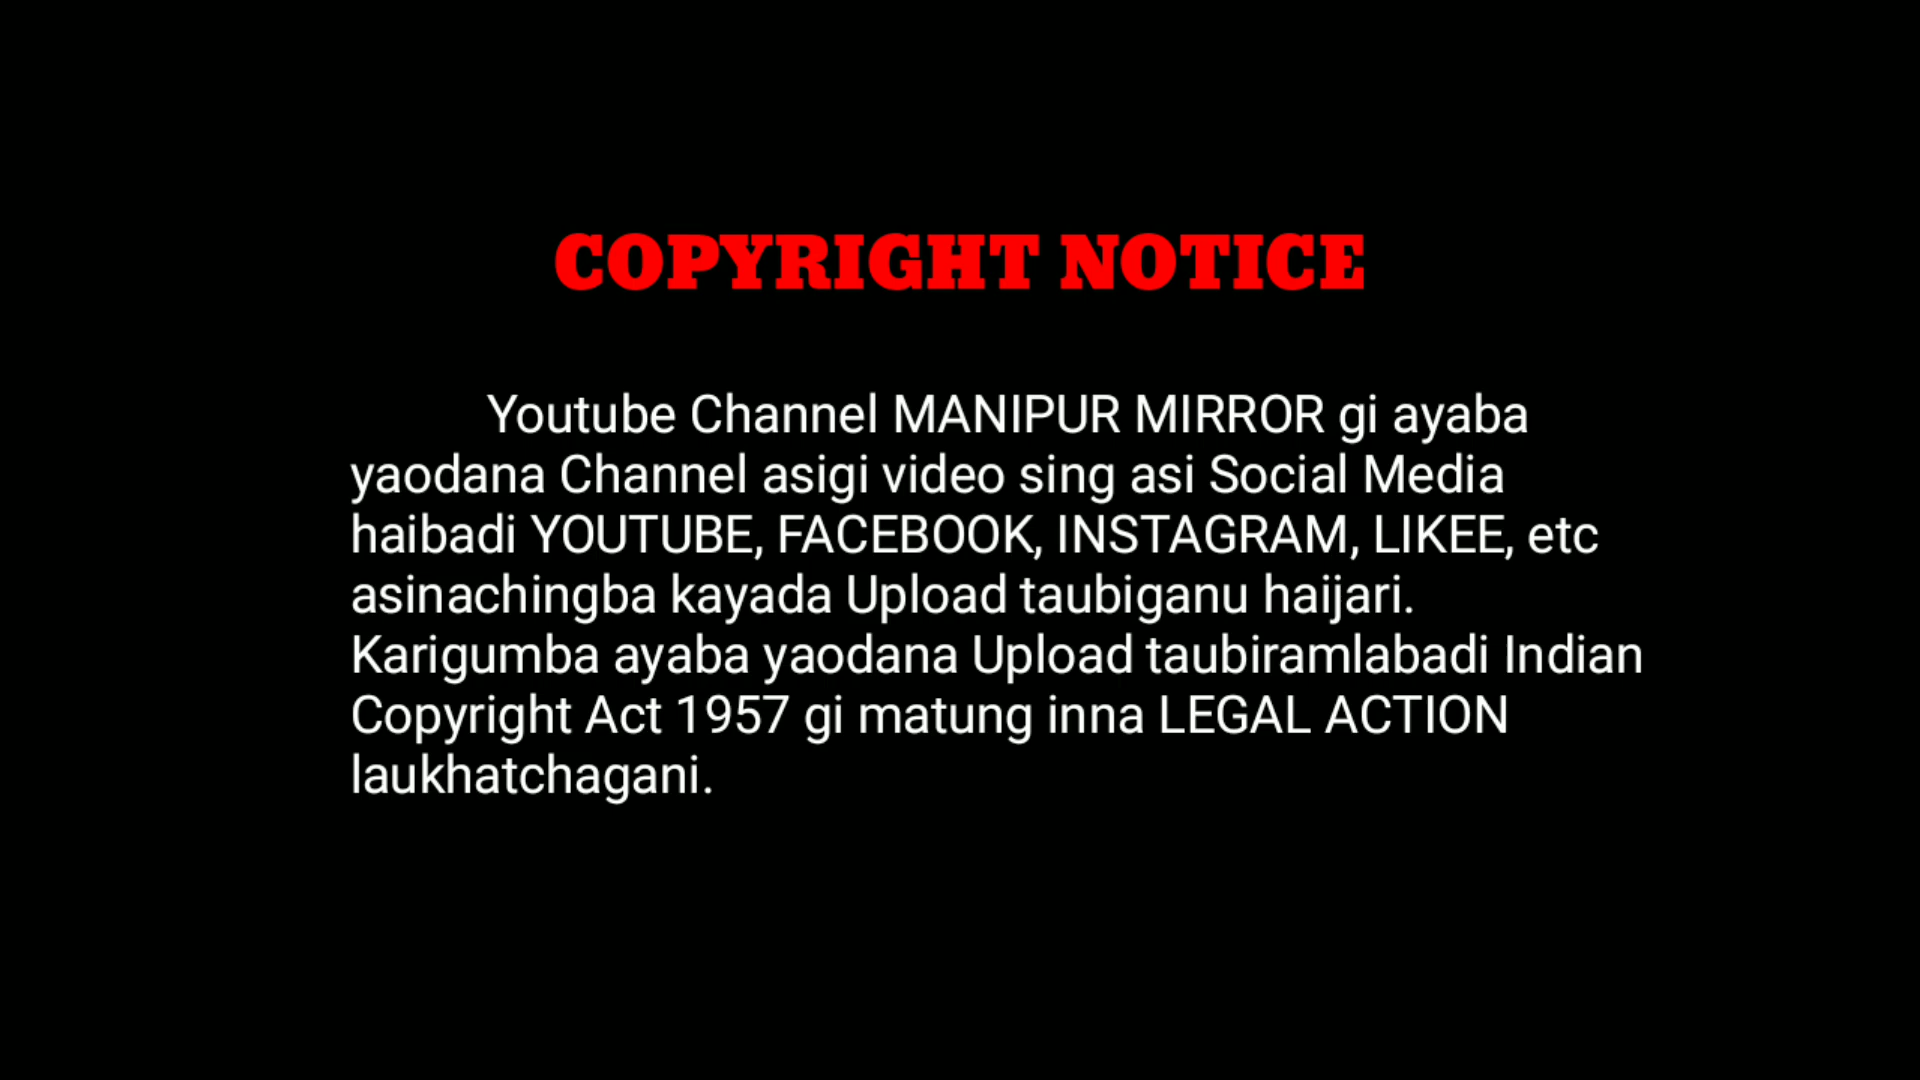 COPYRIGHT NOTICE
Youtube Channel MANIPUR MIRROR gi ayaba
yaodana Channel asigi video sing asi Social Media
haibadi YOUTUBE, FACEBOOK, INSTAGRAM, LIKEE, etc
asinachingba kayada Upload taubiganu haijari.
Karigumba ayaba yaodana Upload taubiramlabadi Indian
Copyright Act 1957 gi matung inna LEGAL ACTION
laukhatchagani.